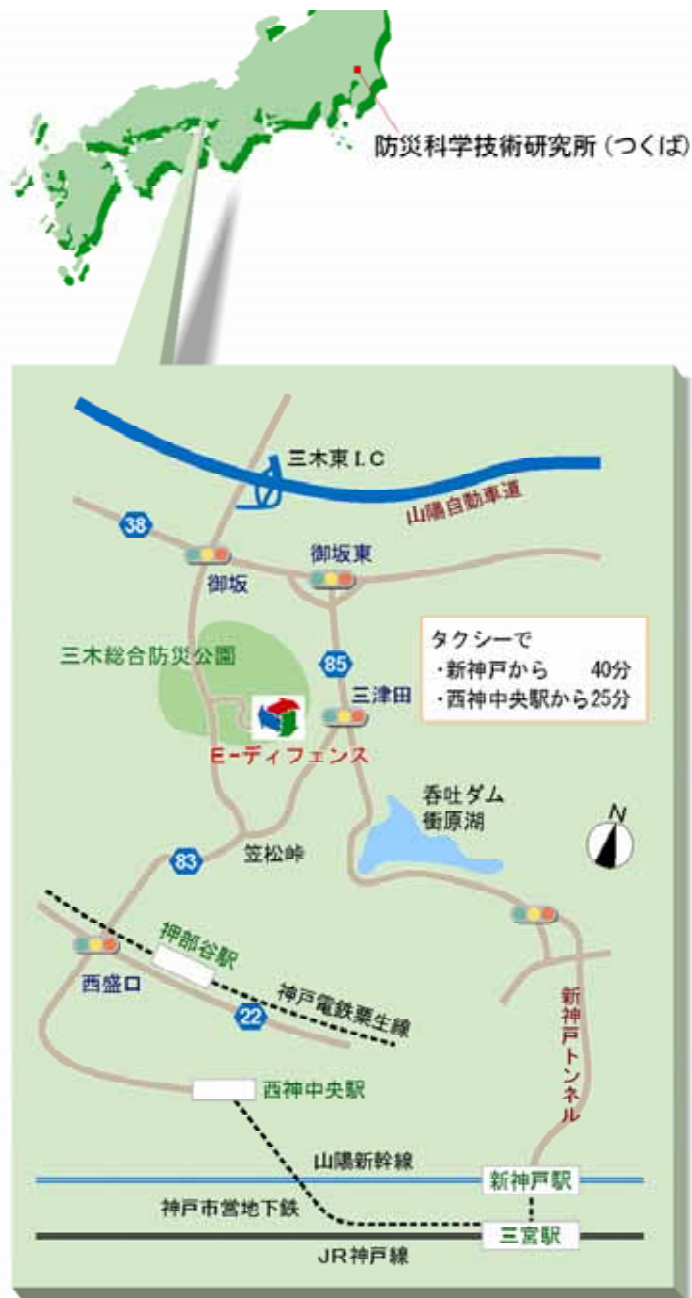 防災科学技術研究所(つくば)
三木東I.C
山陽自動車道
38
御坂東
御坂
三木総合防災公園
85
タクシーで
・新神戸から 40分
・西神中央駅から25分
三津田
E-ディフェンス
呑吐ダム
衝原湖
N
笠松峠
83
押部谷駅
西盛口
神戸電鉄粟生線
22
新神戸トンネル
西神中央駅
山陽新幹線
新神戸駅
神戸市営地下鉄
三宮駅
JR神戸線